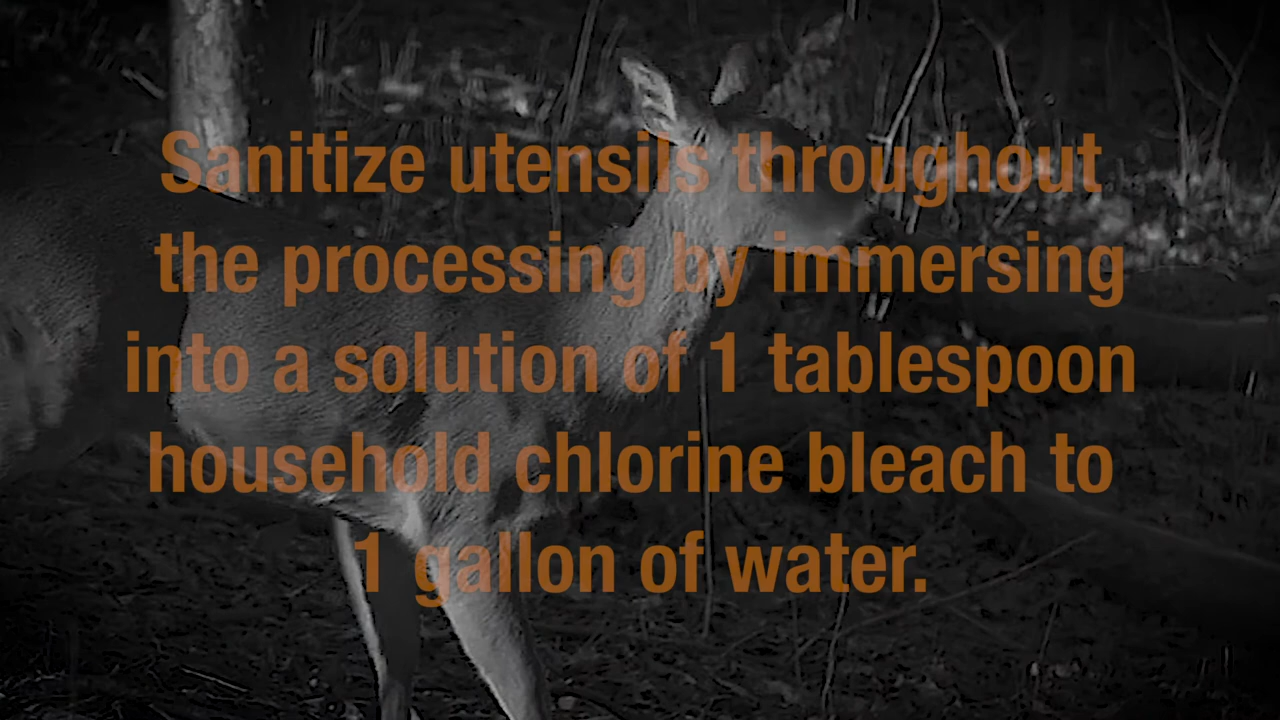 Sanitize utensils throughout
the processing by immersing
into a solution of 1 tablespoon
household chlorine bleach to
1 gallon of water.